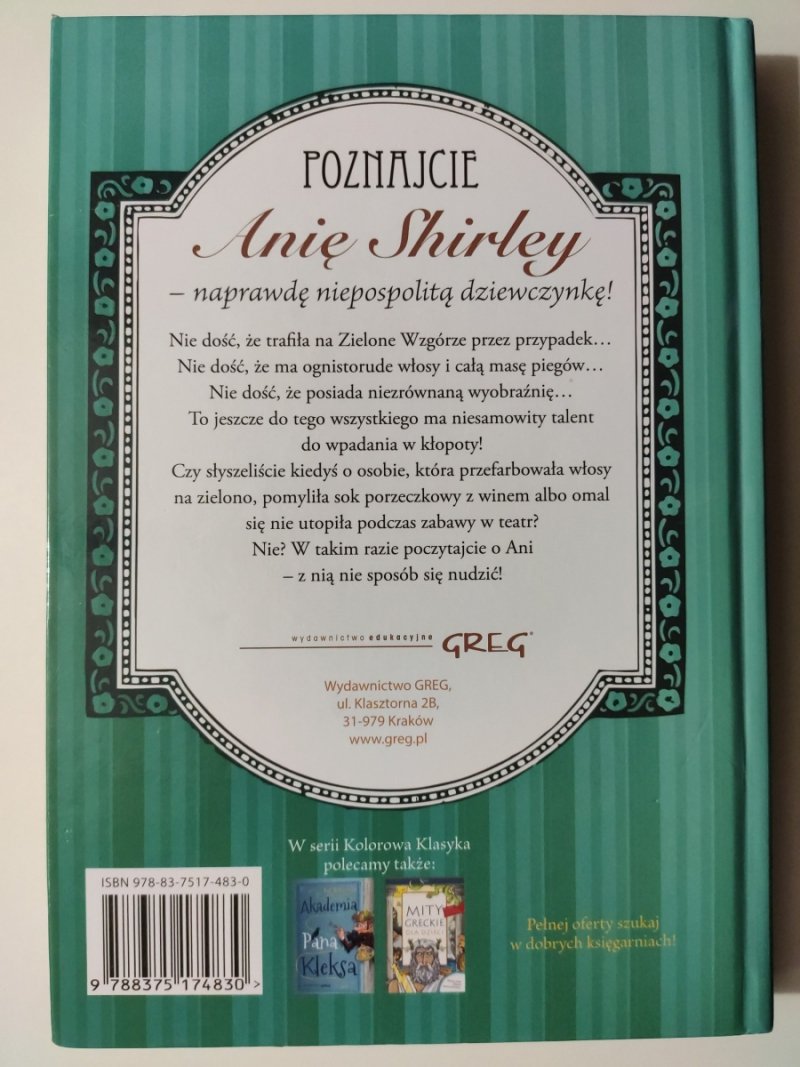 POZNAJCIE
Anię Shirley
– naprawdę niepospolitą dziewczynkę!
Nie dość, że trafiła na Zielone Wzgórze przez przypadek…
Nie dość, że ma ognistorude włosy i całą masę piegów…
Nie dość, że posiada niezrównaną wyobraźnię…
To jeszcze do tego wszystkiego ma niesamowity talent
do wpadania w kłopoty!
Czy słyszeliście kiedyś o osobie, która przefarbowała włosy
na zielono, pomyliła sok porzeczkowy z winem albo omal
się nie utopiła podczas zabawy w teatr?
Nie? W takim razie poczytajcie o Ani
– z nią nie sposób się nudzić!
wydawnictwo edukacyjne GREG®
Wydawnictwo GREG,
ul. Klasztorna 2B,
31-979 Kraków
www.greg.pl
W serii Kolorowa Klasyka
polecamy także:
ISBN 978-83-7517-483-0
9 788375 174830 >
Akademia
Pana
Kleksa
MITY
GRECKIE
DLA DZIECI
Pełnej oferty szukaj
w dobrych księgarniach!